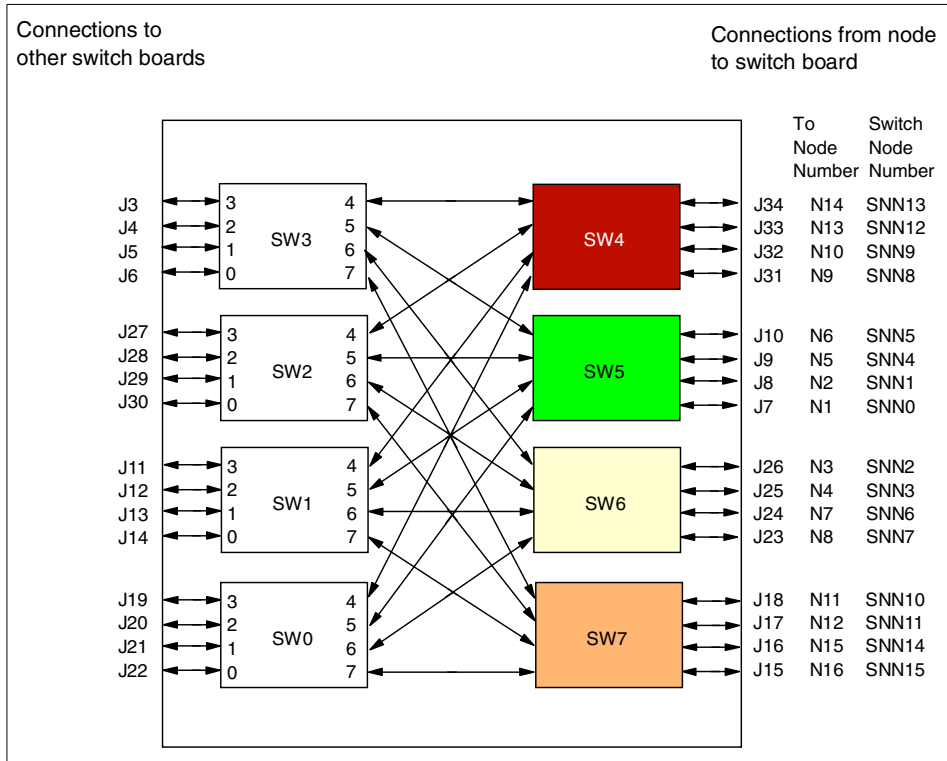 Connections to
other switch boards
Connections from node
to switch board
To Switch
Node Node
Number Number
J3 3 4 J34 N14 SNN13
J4 2 5 J33 N13 SNN12
SW3 SW4
J5 1 6 J32 N10 SNN9
J6 0 7 J31 N9 SNN8
J27 3 4 J10 N6 SNN5
J28 2 5 J9 N5 SNN4
SW2 SW5
J29 1 6 J8 N2 SNN1
J30 0 7 J7 N1 SNN0
J11 3 4 J26 N3 SNN2
J12 2 5 J25 N4 SNN3
SW1 SW6
J13 1 6 J24 N7 SNN6
J14 0 7 J23 N8 SNN7
J19 3 4 J18 N11 SNN10
J20 2 5 J17 N12 SNN11
SW0 SW7
J21 1 6 J16 N15 SNN14
J22 0 7 J15 N16 SNN15